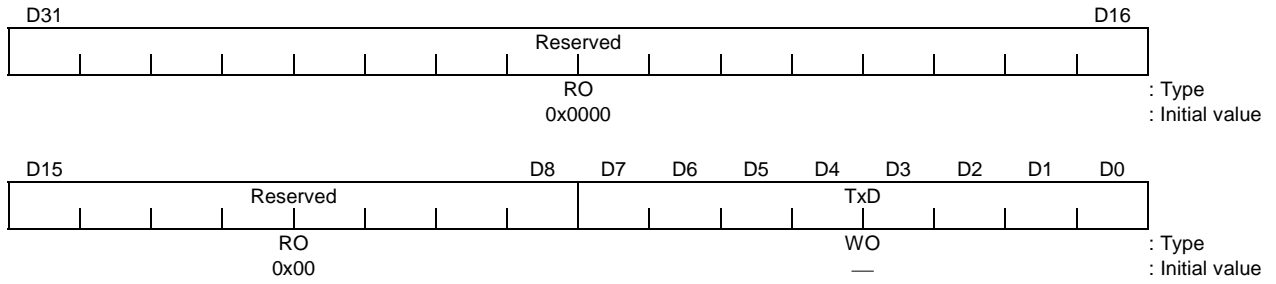 D31 D16
Reserved
RO : Type
0x0000 : Initial value
D15 D8 D7 D6 D5 D4 D3 D2 D1 D0
Reserved TxD
RO WO : Type
0x00 — : Initial value